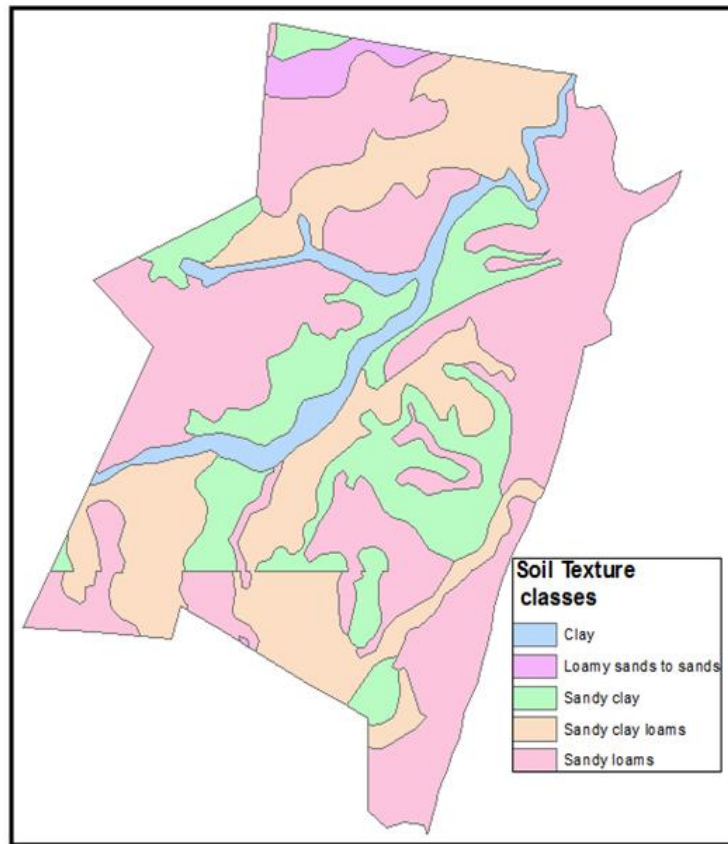 Soil Texture
classes
Clay
Loamy sands to sands
Sandy clay
Sandy clay loams
Sandy loams